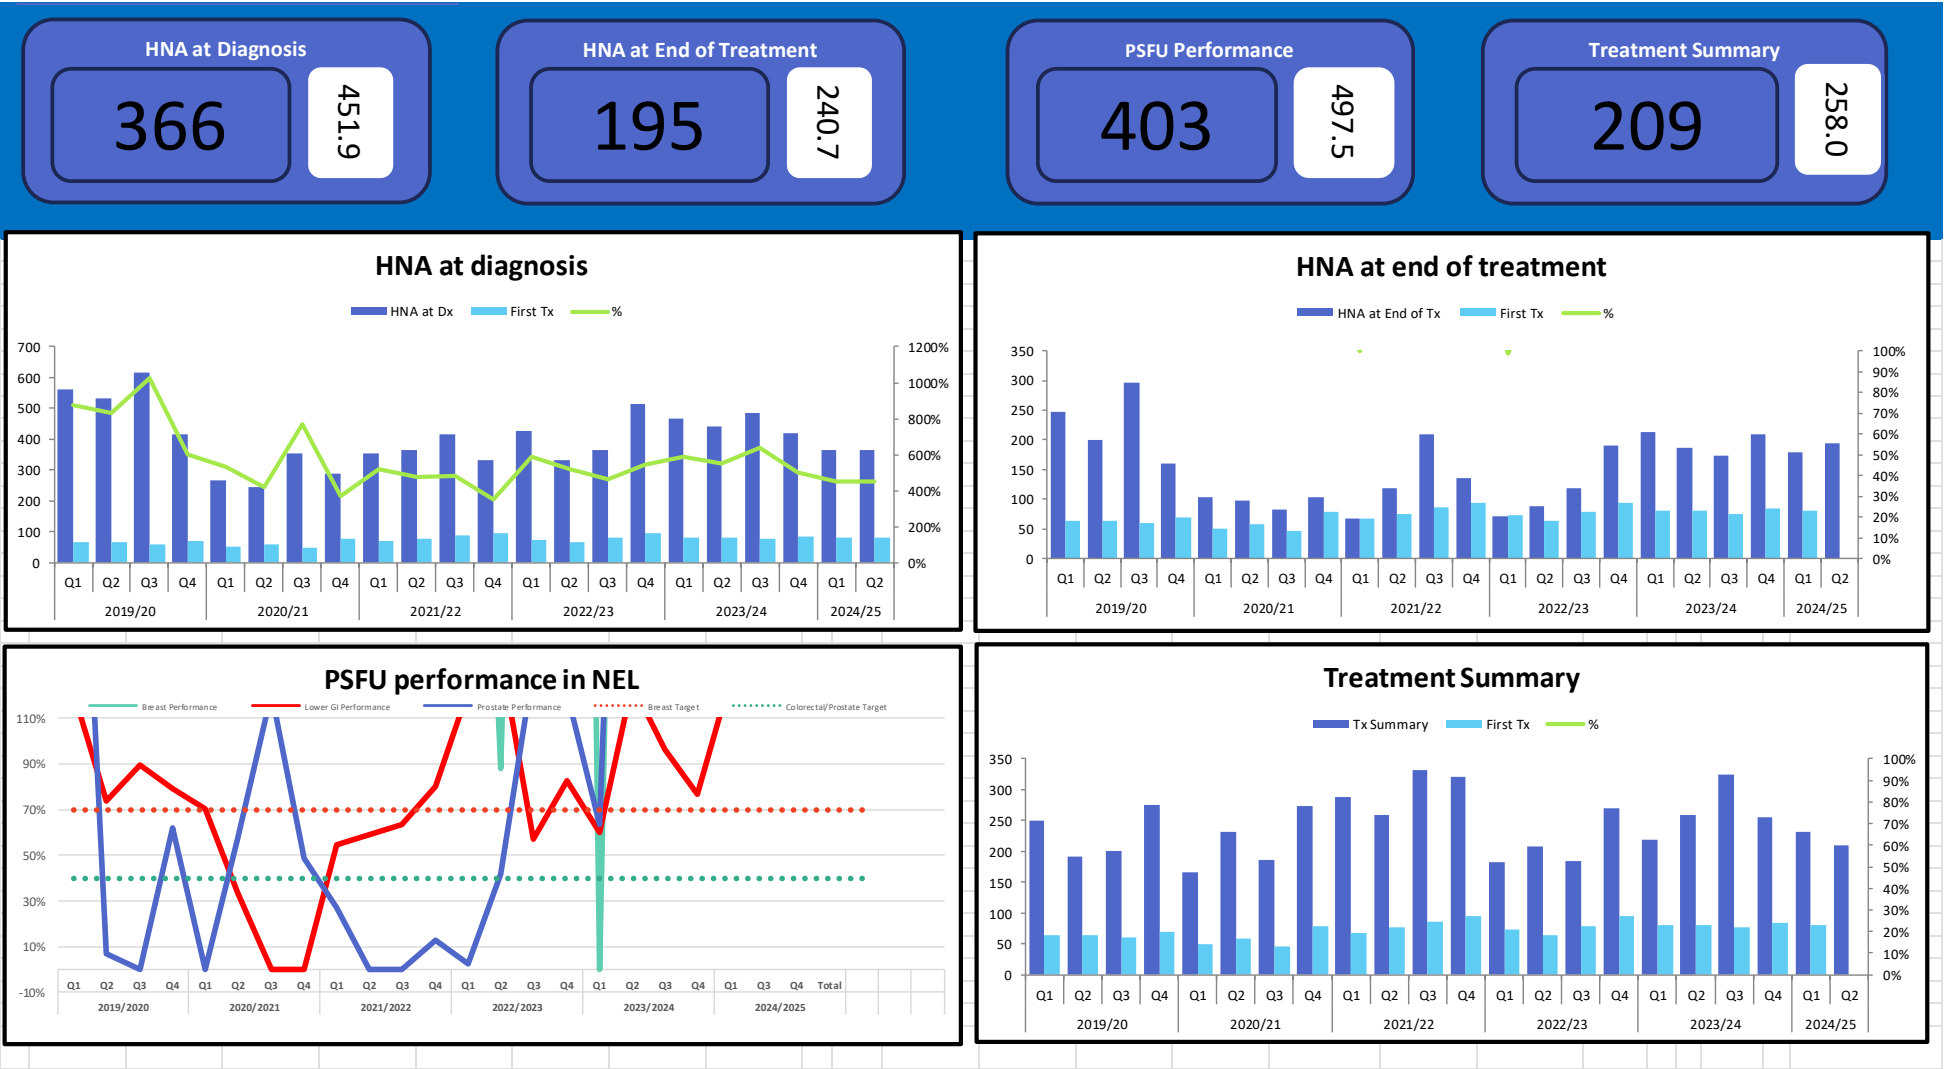 HNA at Diagnosis
366
451.9
HNA at End of Treatment
195
240.7
PSFU Performance
403
497.5
Treatment Summary
209
258.0
HNA at diagnosis
HNA at Dx First Tx %
700 1200%
600 1000%
500 800%
400 600%
300 400%
200 200%
100 0%
0
Q1 Q2 Q3 Q4 Q1 Q2 Q3 Q4 Q1 Q2 Q3 Q4 Q1 Q2 Q3 Q4 Q1 Q2 Q3 Q4 Q1 Q2
2019/20 2020/21 2021/22 2022/23 2023/24 2024/25
HNA at end of treatment
HNA at End of Tx First Tx %
350 100%
300 90%
250 80%
200 70%
150 60%
100 50%
50 40%
0 30%
20%
10%
0%
Q1 Q2 Q3 Q4 Q1 Q2 Q3 Q4 Q1 Q2 Q3 Q4 Q1 Q2 Q3 Q4 Q1 Q2 Q3 Q4 Q1 Q2
2019/20 2020/21 2021/22 2022/23 2023/24 2024/25
PSFU performance in NEL
Breast Performance Lower GI Performance Prostate Performance Breast Target Colorectal/Prostate Target
110%
90%
70%
50%
30%
10%
-10%
Q1 Q2 Q3 Q4 Q1 Q2 Q3 Q4 Q1 Q2 Q3 Q4 Q1 Q2 Q3 Q4 Q1 Q2 Q3 Q4 Q1 Q3 Q4 Total
2019/2020 2020/2021 2021/2022 2022/2023 2023/2024 2024/2025
Treatment Summary
Tx Summary First Tx %
350 100%
300 90%
250 80%
200 70%
150 60%
100 50%
50 40%
0 30%
20%
10%
0%
Q1 Q2 Q3 Q4 Q1 Q2 Q3 Q4 Q1 Q2 Q3 Q4 Q1 Q2 Q3 Q4 Q1 Q2 Q3 Q4 Q1 Q2
2019/20 2020/21 2021/22 2022/23 2023/24 2024/25